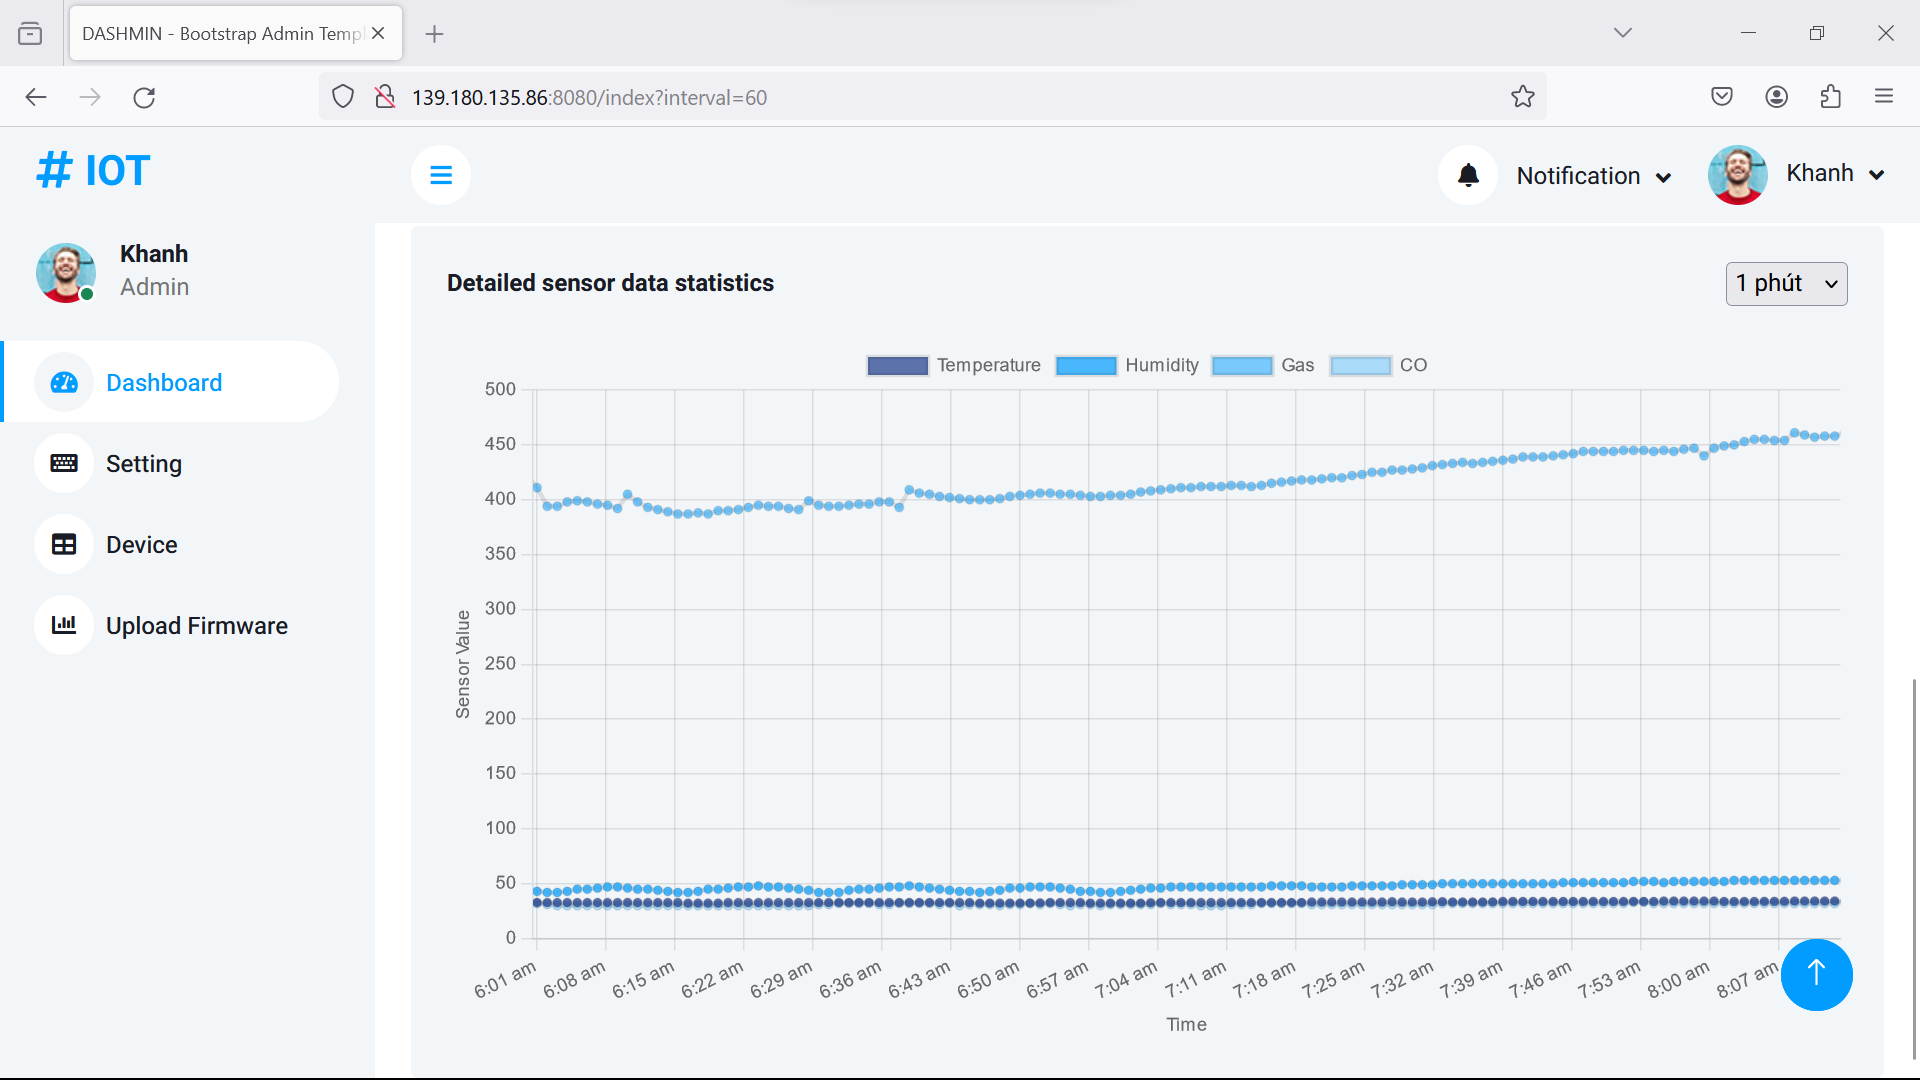 DASHMIN - Bootstrap Admin Temp
139.180.135.86:8080/index?interval=60
# IOT
Notification
Khanh
Khanh
Admin
Dashboard
Setting
Device
Upload Firmware
Detailed sensor data statistics
1 phút
Temperature
Humidity
Gas
CO
500
450
400
350
300
250
200
150
100
50
0
Sensor Value
6:01 am
6:08 am
6:15 am
6:22 am
6:29 am
6:36 am
6:43 am
6:50 am
6:57 am
7:04 am
7:11 am
7:18 am
7:25 am
7:32 am
7:39 am
7:46 am
7:53 am
8:00 am
8:07 am
Time